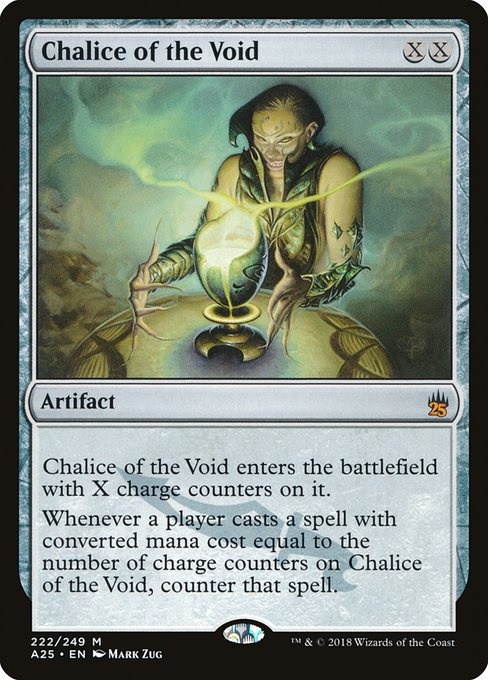 Chalice of the Void XX
Artifact 25
Chalice of the Void enters the battlefield
with X charge counters on it.
Whenever a player casts a spell with
converted mana cost equal to the
number of charge counters on Chalice
of the Void, counter that spell.
222/249 M
A25 • EN Mark Zug
™ & © 2018 Wizards of the Coast